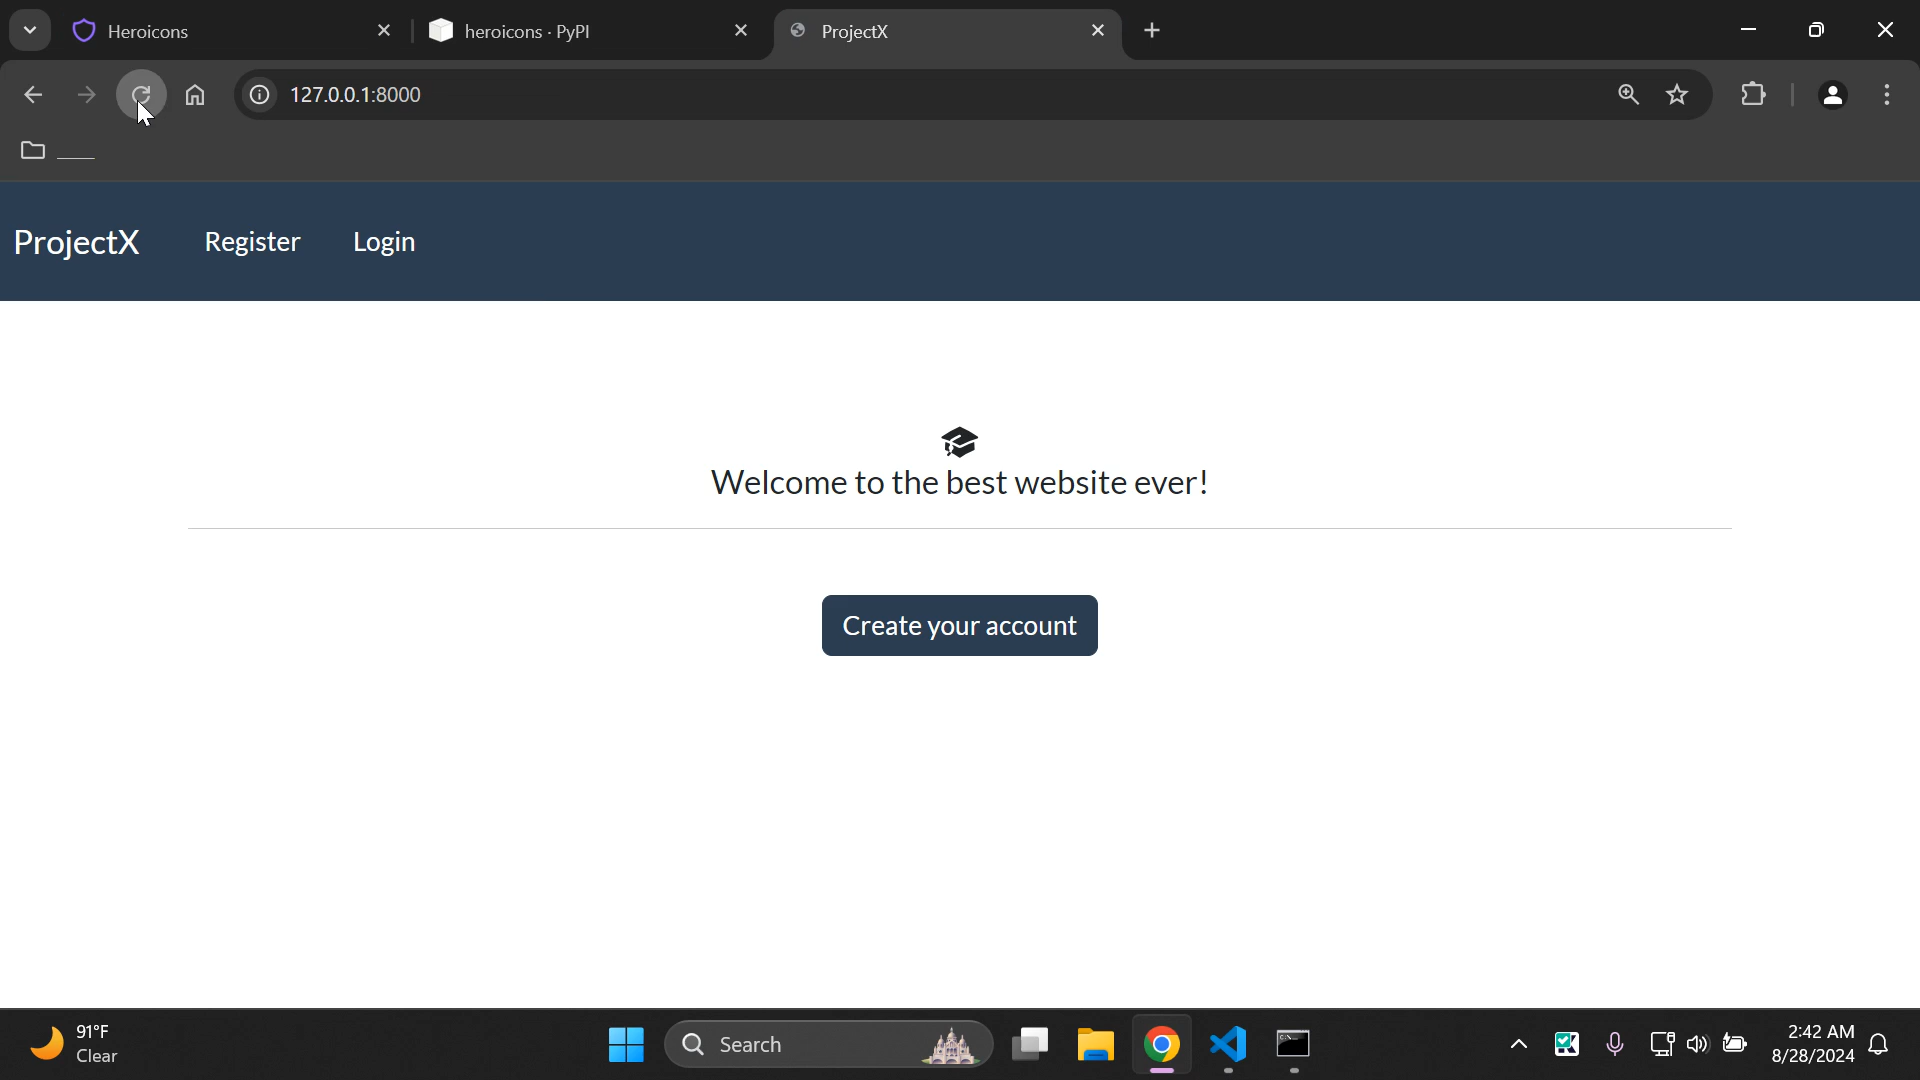 Heroicons
heroicons · PyPI
ProjectX
127.0.0.1:8000
____
ProjectX Register Login
Welcome to the best website ever!
Create your account
91°F
Clear
Search
2:42 AM
8/28/2024